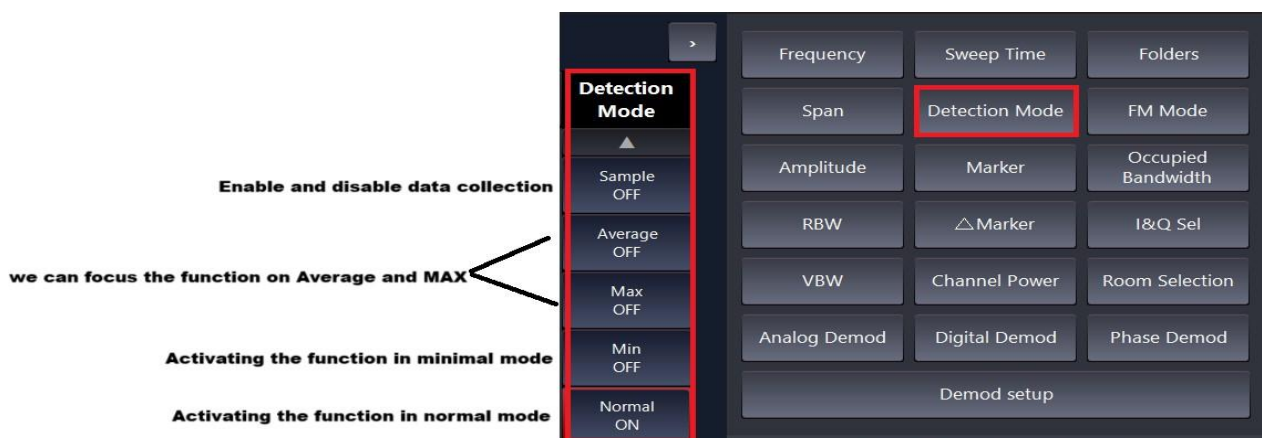 >
Detection
Mode
▲
Enable and disable data collection
Sample
OFF
we can focus the function on Average and MAX
Average
OFF
Max
OFF
Activating the function in minimal mode
Min
OFF
Activating the function in normal mode
Normal
ON
Frequency
Sweep Time
Folders
Span
Detection Mode
FM Mode
Amplitude
Marker
Occupied
Bandwidth
RBW
△Marker
I&Q Sel
VBW
Channel Power
Room Selection
Analog Demod
Digital Demod
Phase Demod
Demod setup